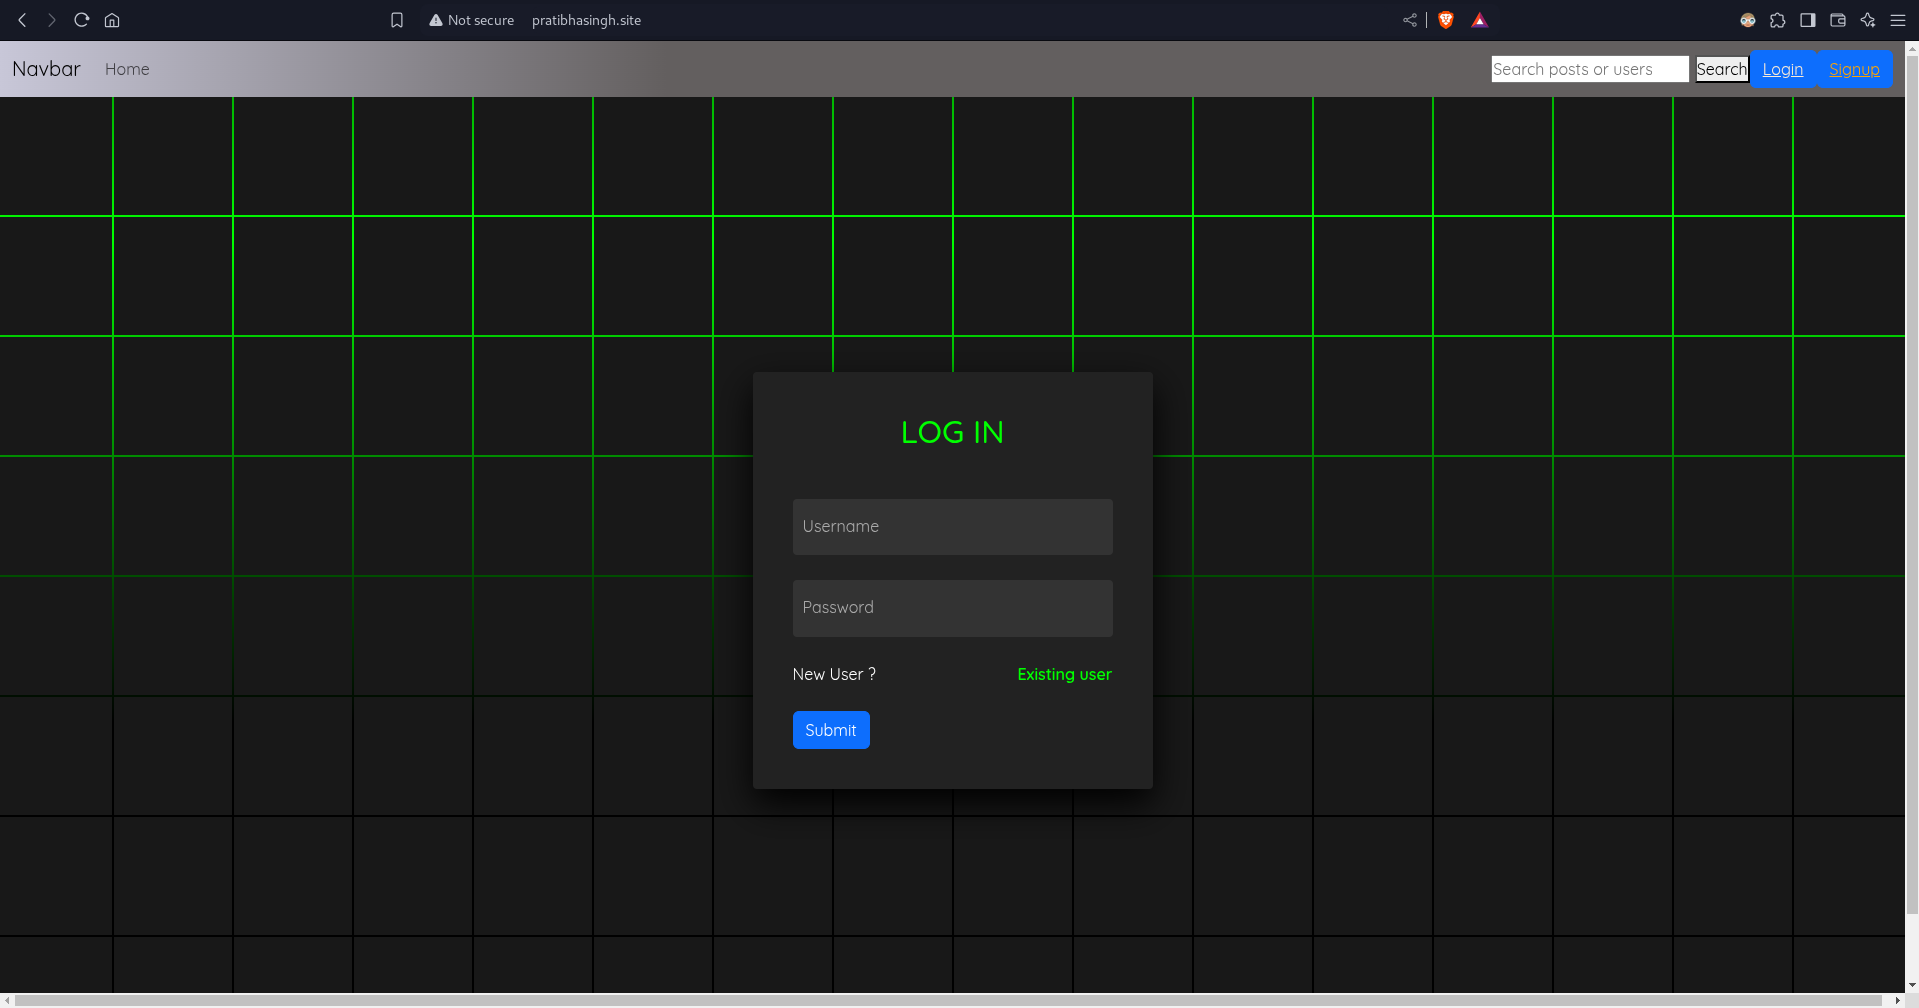 Not secure pratibhasingh.site
Navbar Home Search posts or users Search Login Signup
LOG IN
Username
Password
New User ? Existing user
Submit